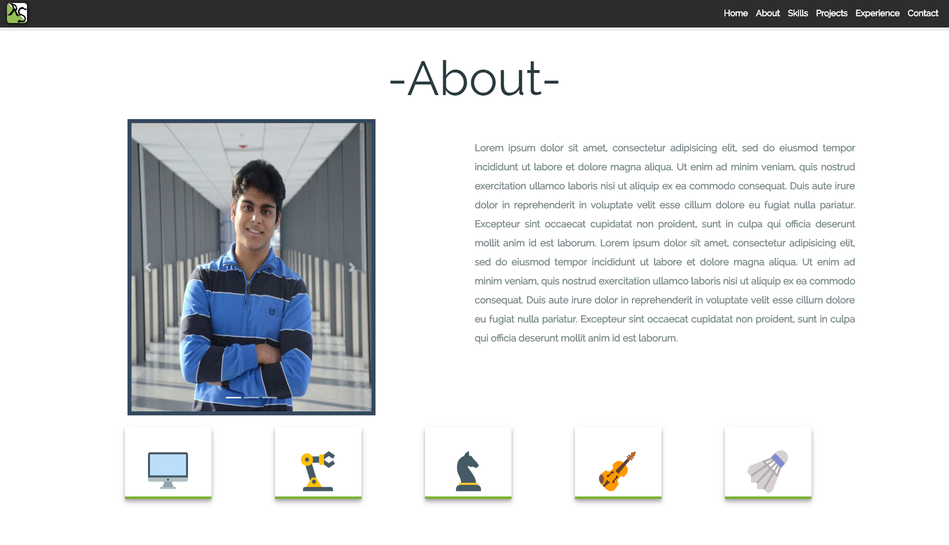 Home About Skills Projects Experience Contact
-About-
Lorem ipsum dolor sit amet, consectetur adipisicing elit, sed do eiusmod tempor
incididunt ut labore et dolore magna aliqua. Ut enim ad minim veniam, quis nostrud
exercitation ullamco laboris nisi ut aliquip ex ea commodo consequat. Duis aute irure
dolor in reprehenderit in voluptate velit esse cillum dolore eu fugiat nulla pariatur.
Excepteur sint occaecat cupidatat non proident, sunt in culpa qui officia deserunt
mollit anim id est laborum. Lorem ipsum dolor sit amet, consectetur adipisicing elit,
sed do eiusmod tempor incididunt ut labore et dolore magna aliqua. Ut enim ad
minim veniam, quis nostrud exercitation ullamco laboris nisi ut aliquip ex ea commodo
consequat. Duis aute irure dolor in reprehenderit in voluptate velit esse cillum dolore
eu fugiat nulla pariatur. Excepteur sint occaecat cupidatat non proident, sunt in culpa
qui officia deserunt mollit anim id est laborum.